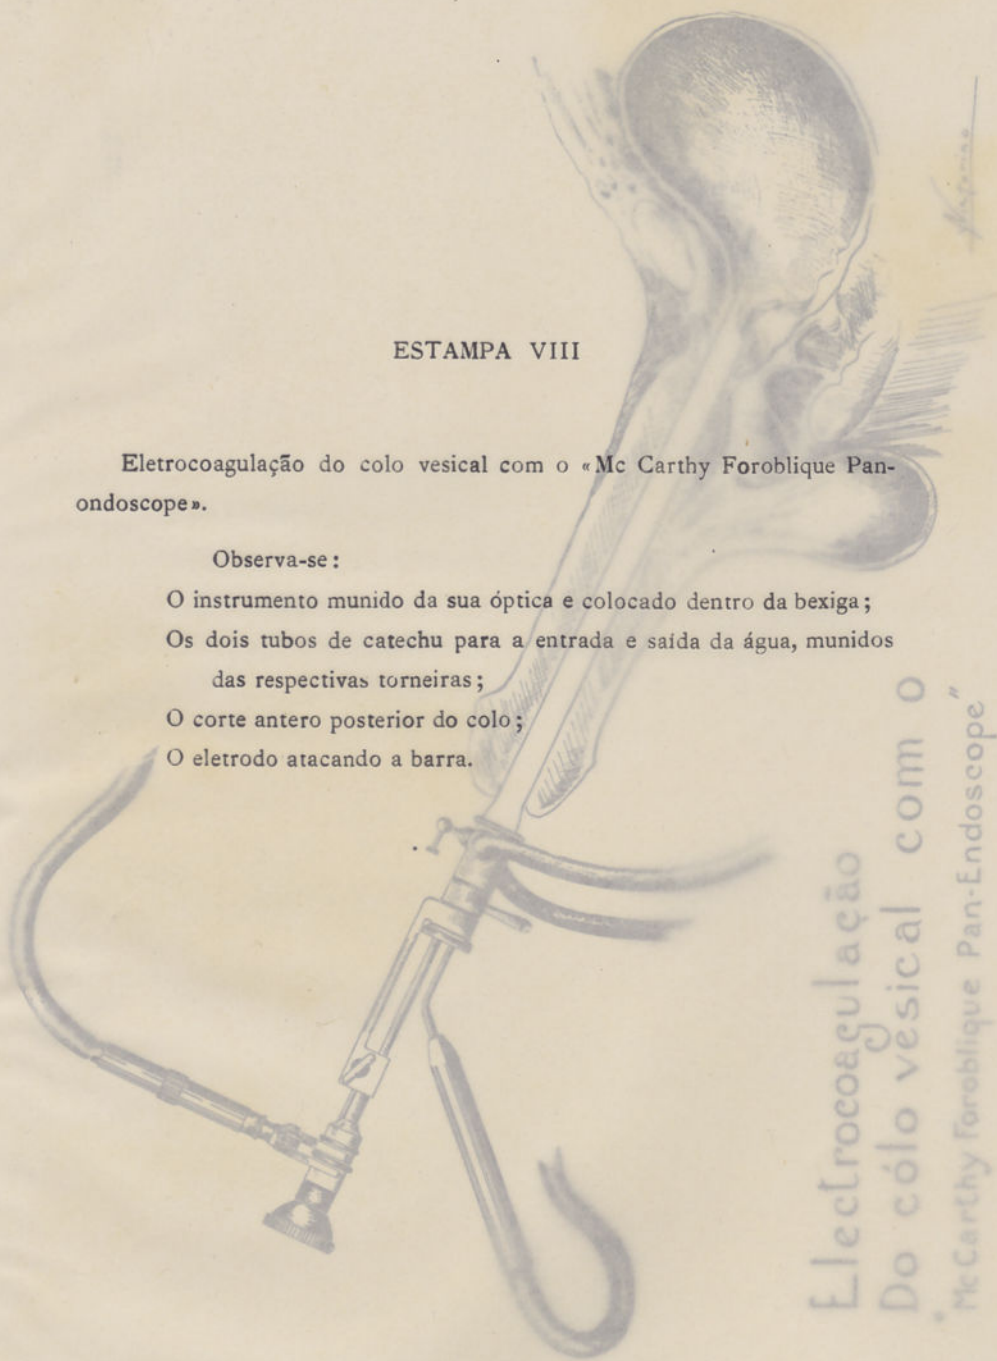 ESTAMPA VIII
Eletrocoagulação do colo vesical com o «Mc Carthy Foroblique Pan-
ondoscope».
Observa-se:
O instrumento munido da sua óptica e colocado dentro da bexiga;
Os dois tubos de catechu para a entrada e saída da água, munidos
das respectivas torneiras;
O corte antero posterior do colo;
O eletrodo atacando a barra.
Electrocoagulação
Do cólo vesical com o
"Mc Carthy Foroblique Pan-Endoscope"